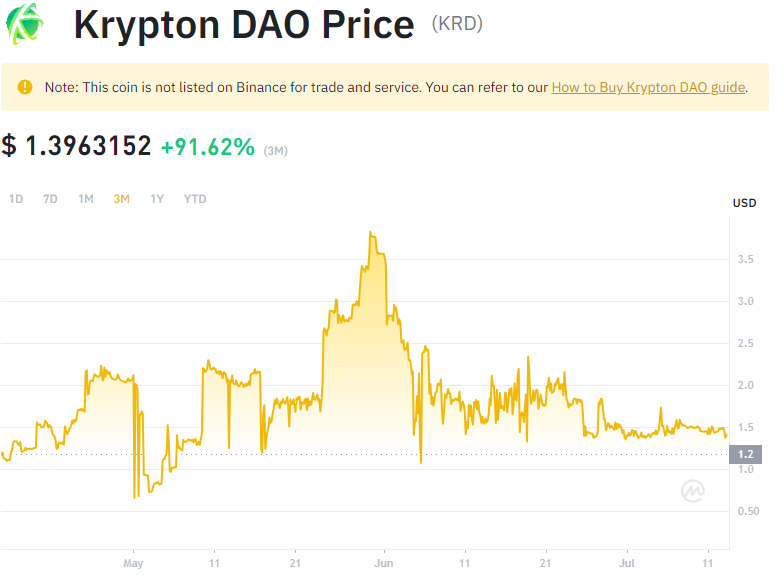 Krypton DAO Price (KRD)
Note: This coin is not listed on Binance for trade and service. You can refer to our How to Buy Krypton DAO guide.
$ 1.3963152 +91.62% (3M)
1D 7D 1M 3M 1Y YTD
USD
3.5
3.0
2.5
2.0
1.5
1.2
1.0
0.50
May 11 21 Jun 11 21 Jul 11